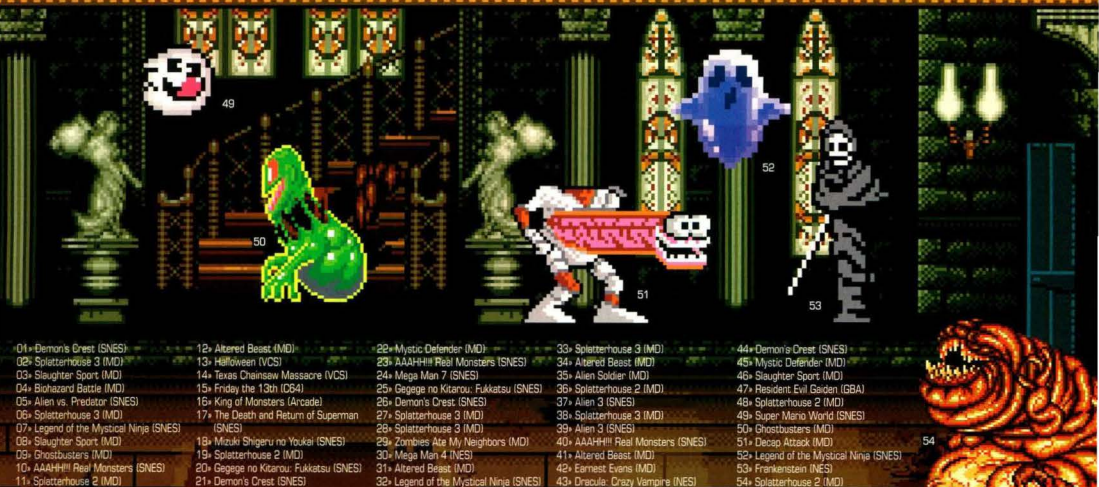 49
52
50
51
53
54
01» Demon's Crest (SNES)
02» Splatterhouse 3 (MD)
03» Slaughter Sport (MD)
04» Biohazard Battle (MD)
05» Alien vs. Predator (SNES)
06» Splatterhouse 3 (MD)
07» Legend of the Mystical Ninja (SNES)
08» Slaughter Sport (MD)
09» Ghostbusters (MD)
10» AAAHH!!! Real Monsters (SNES)
11» Splatterhouse 2 (MD)
12» Altered Beast (MD)
13» Halloween (VCS)
14» Texas Chainsaw Massacre (VCS)
15» Friday the 13th (C64)
16» King of Monsters (Arcade)
17» The Death and Return of Superman
(SNES)
18» Mizuki Shigeru no Youkai (SNES)
19» Splatterhouse 2 (MD)
20» Gegege no Kitarou: Fukkatsu (SNES)
21» Demon's Crest (SNES)
22» Mystic Defender (MD)
23» AAAHH!!! Real Monsters (SNES)
24» Mega Man 7 (SNES)
25» Gegege no Kitarou: Fukkatsu (SNES)
26» Demon's Crest (SNES)
27» Splatterhouse 3 (MD)
28» Splatterhouse 3 (MD)
29» Zombies Ate My Neighbors (MD)
30» Mega Man 4 (NES)
31» Altered Beast (MD)
32» Legend of the Mystical Ninja (SNES)
33» Splatterhouse 3 (MD)
34» Altered Beast (MD)
35» Alien Soldier (MD)
36» Splatterhouse 2 (MD)
37» Alien 3 (SNES)
38» Splatterhouse 3 (MD)
39» Alien 3 (SNES)
40» AAAHH!!! Real Monsters (SNES)
41» Altered Beast (MD)
42» Earnest Evans (MD)
43» Dracula: Crazy Vampire (NES)
44» Demon's Crest (SNES)
45» Mystic Defender (MD)
46» Slaughter Sport (MD)
47» Resident Evil Gaiden (GBA)
48» Splatterhouse 2 (MD)
49» Super Mario World (SNES)
50» Ghostbusters (MD)
51» Decap Attack (MD)
52» Legend of the Mystical Ninja (SNES)
53» Frankenstein (NES)
54» Splatterhouse 2 (MD)